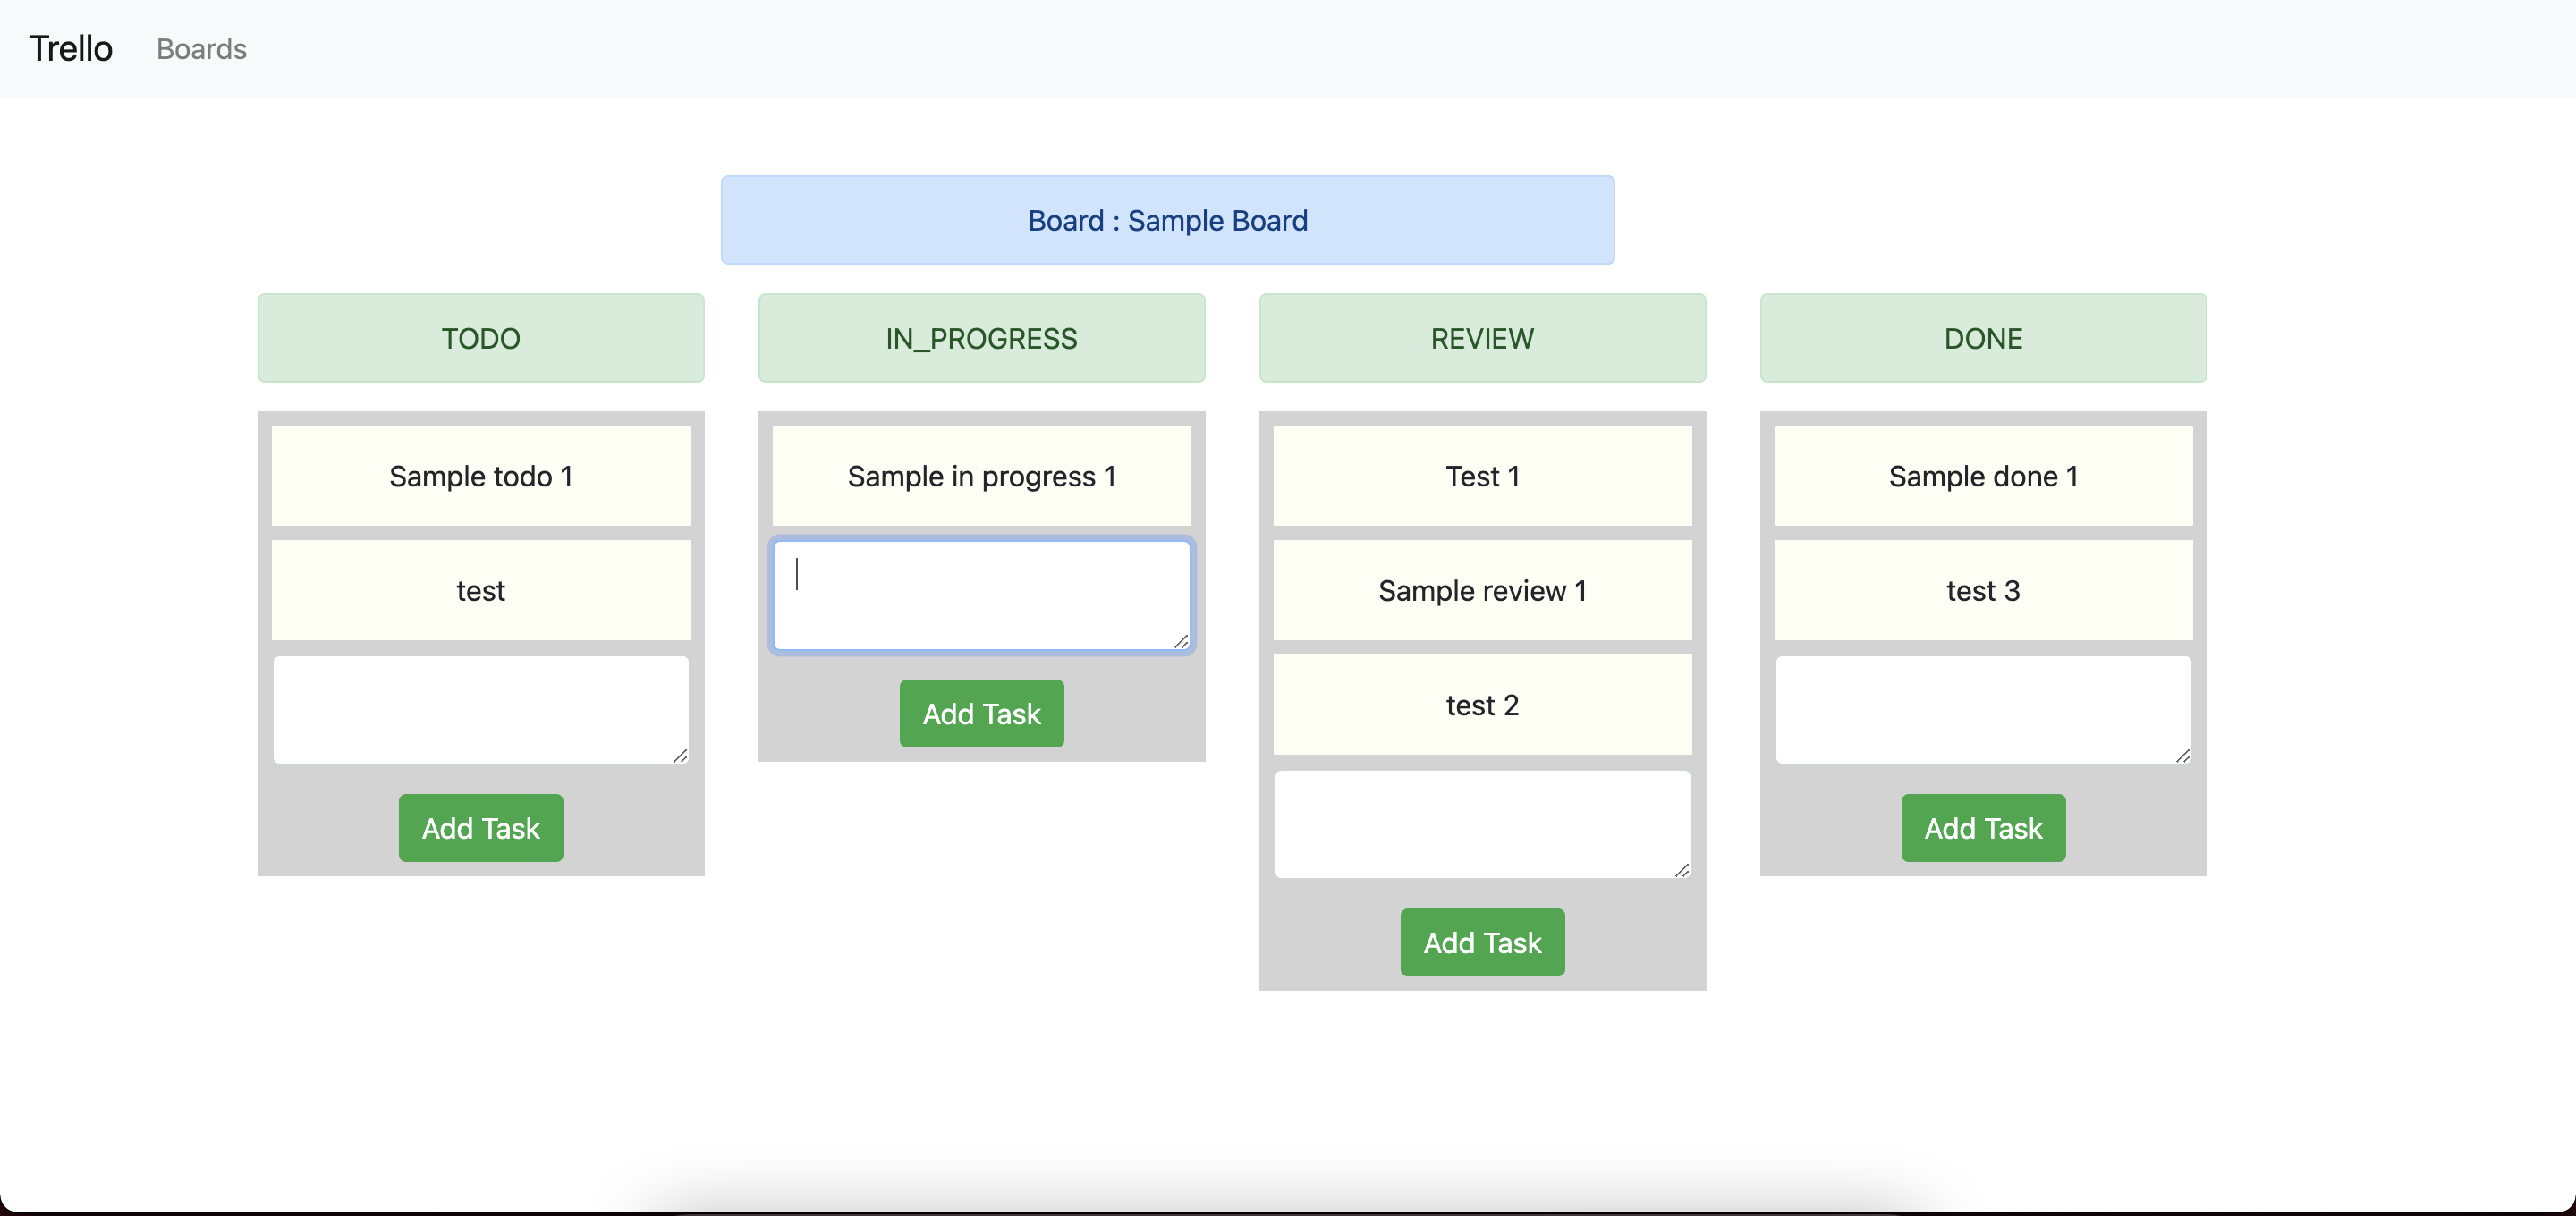 Trello
Boards
Board : Sample Board
TODO
Sample todo 1
test
Add Task
IN_PROGRESS
Sample in progress 1
Add Task
REVIEW
Test 1
Sample review 1
test 2
Add Task
DONE
Sample done 1
test 3
Add Task